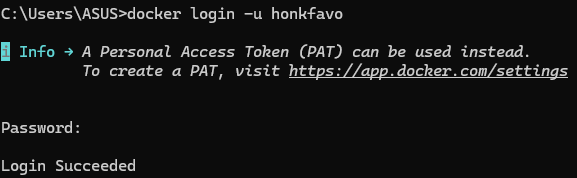 C:\Users\ASUS>docker login -u honkfavo
i Info → A Personal Access Token (PAT) can be used instead.
To create a PAT, visit https://app.docker.com/settings
Password:
Login Succeeded